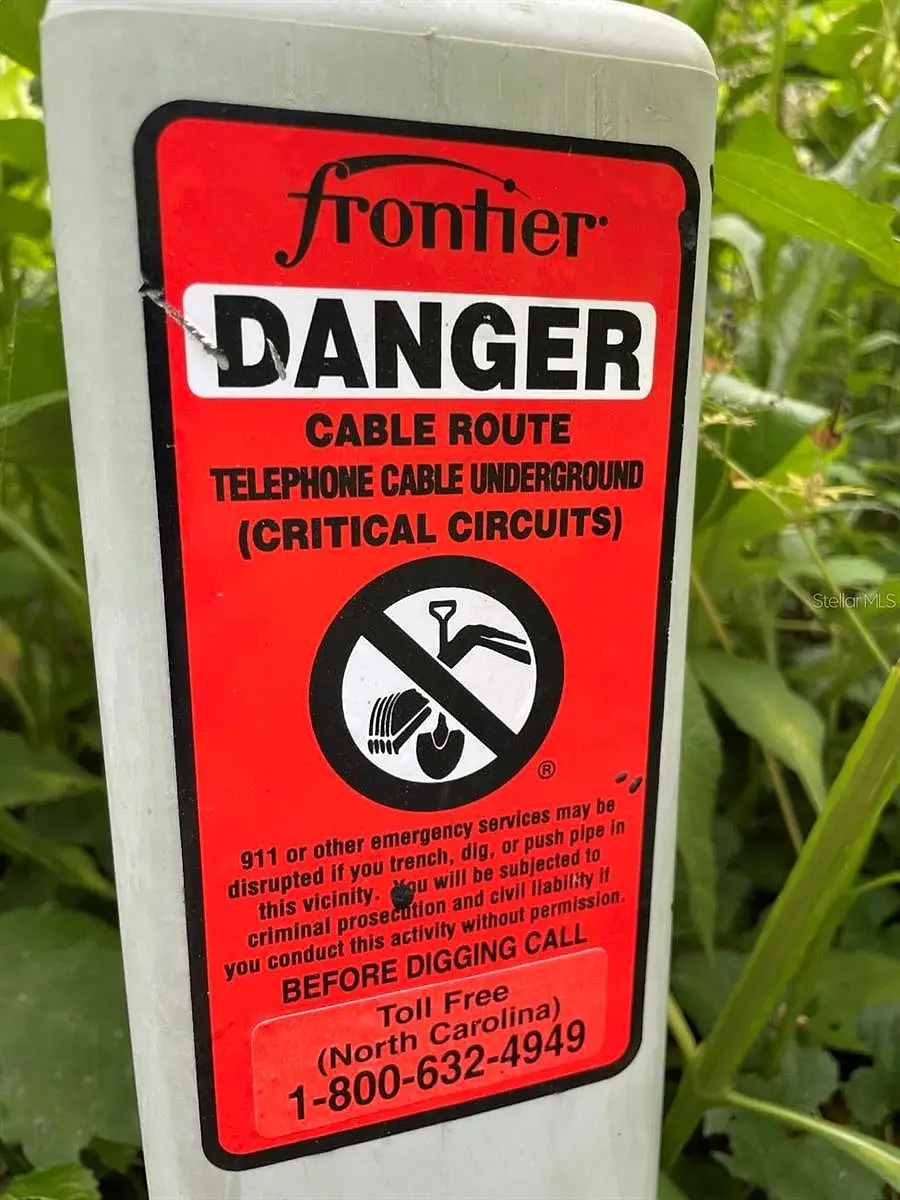 frontier
DANGER
CABLE ROUTE
TELEPHONE CABLE UNDERGROUND
(CRITICAL CIRCUITS)
®
911 or other emergency services may be
disrupted if you trench, dig, or push pipe in
this vicinity. You will be subjected to
criminal prosecution and civil liability if
you conduct this activity without permission.
BEFORE DIGGING CALL
Toll Free
(North Carolina)
1-800-632-4949
StellarMLS